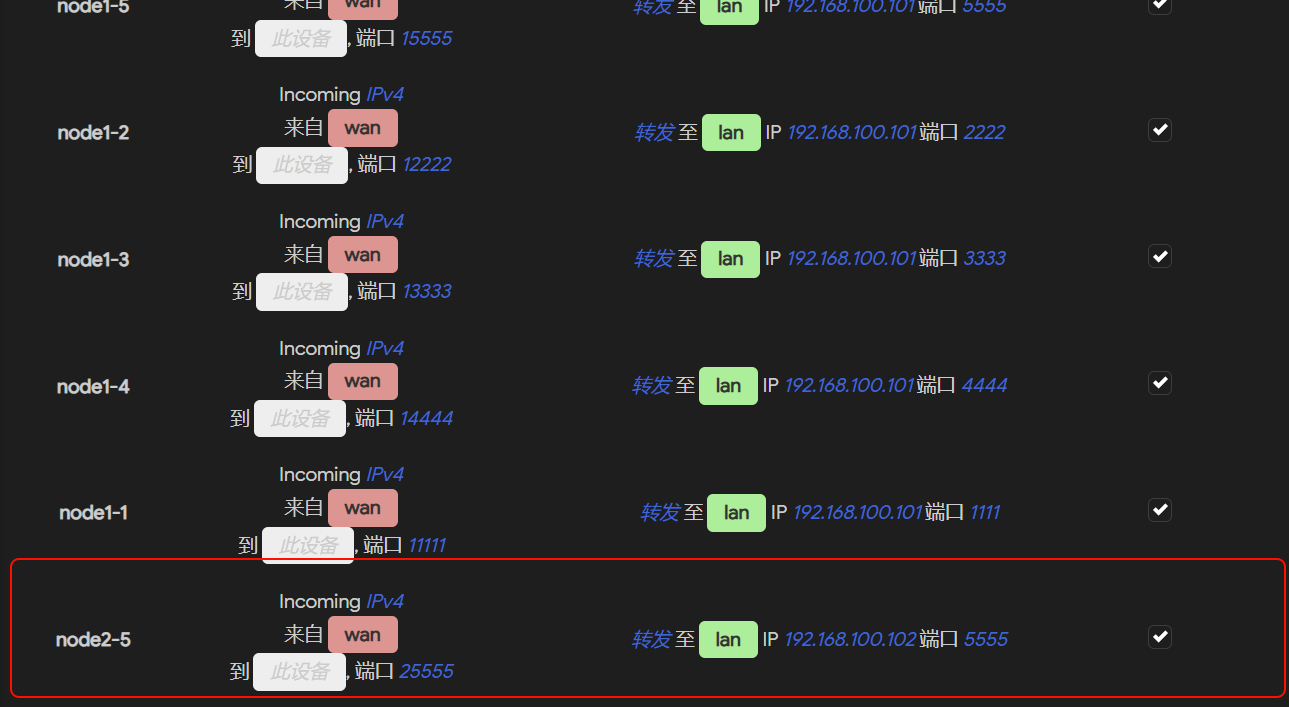 node1-5
来自 wan
到 此设备, 端口 15555
转发 至 lan IP 192.168.100.101 端口 5555
Incoming IPv4
node1-2
来自 wan
到 此设备, 端口 12222
转发 至 lan IP 192.168.100.101 端口 2222
Incoming IPv4
node1-3
来自 wan
到 此设备, 端口 13333
转发 至 lan IP 192.168.100.101 端口 3333
Incoming IPv4
node1-4
来自 wan
到 此设备, 端口 14444
转发 至 lan IP 192.168.100.101 端口 4444
Incoming IPv4
node1-1
来自 wan
到 此设备, 端口 11111
转发 至 lan IP 192.168.100.101 端口 1111
Incoming IPv4
node2-5
来自 wan
到 此设备, 端口 25555
转发 至 lan IP 192.168.100.102 端口 5555